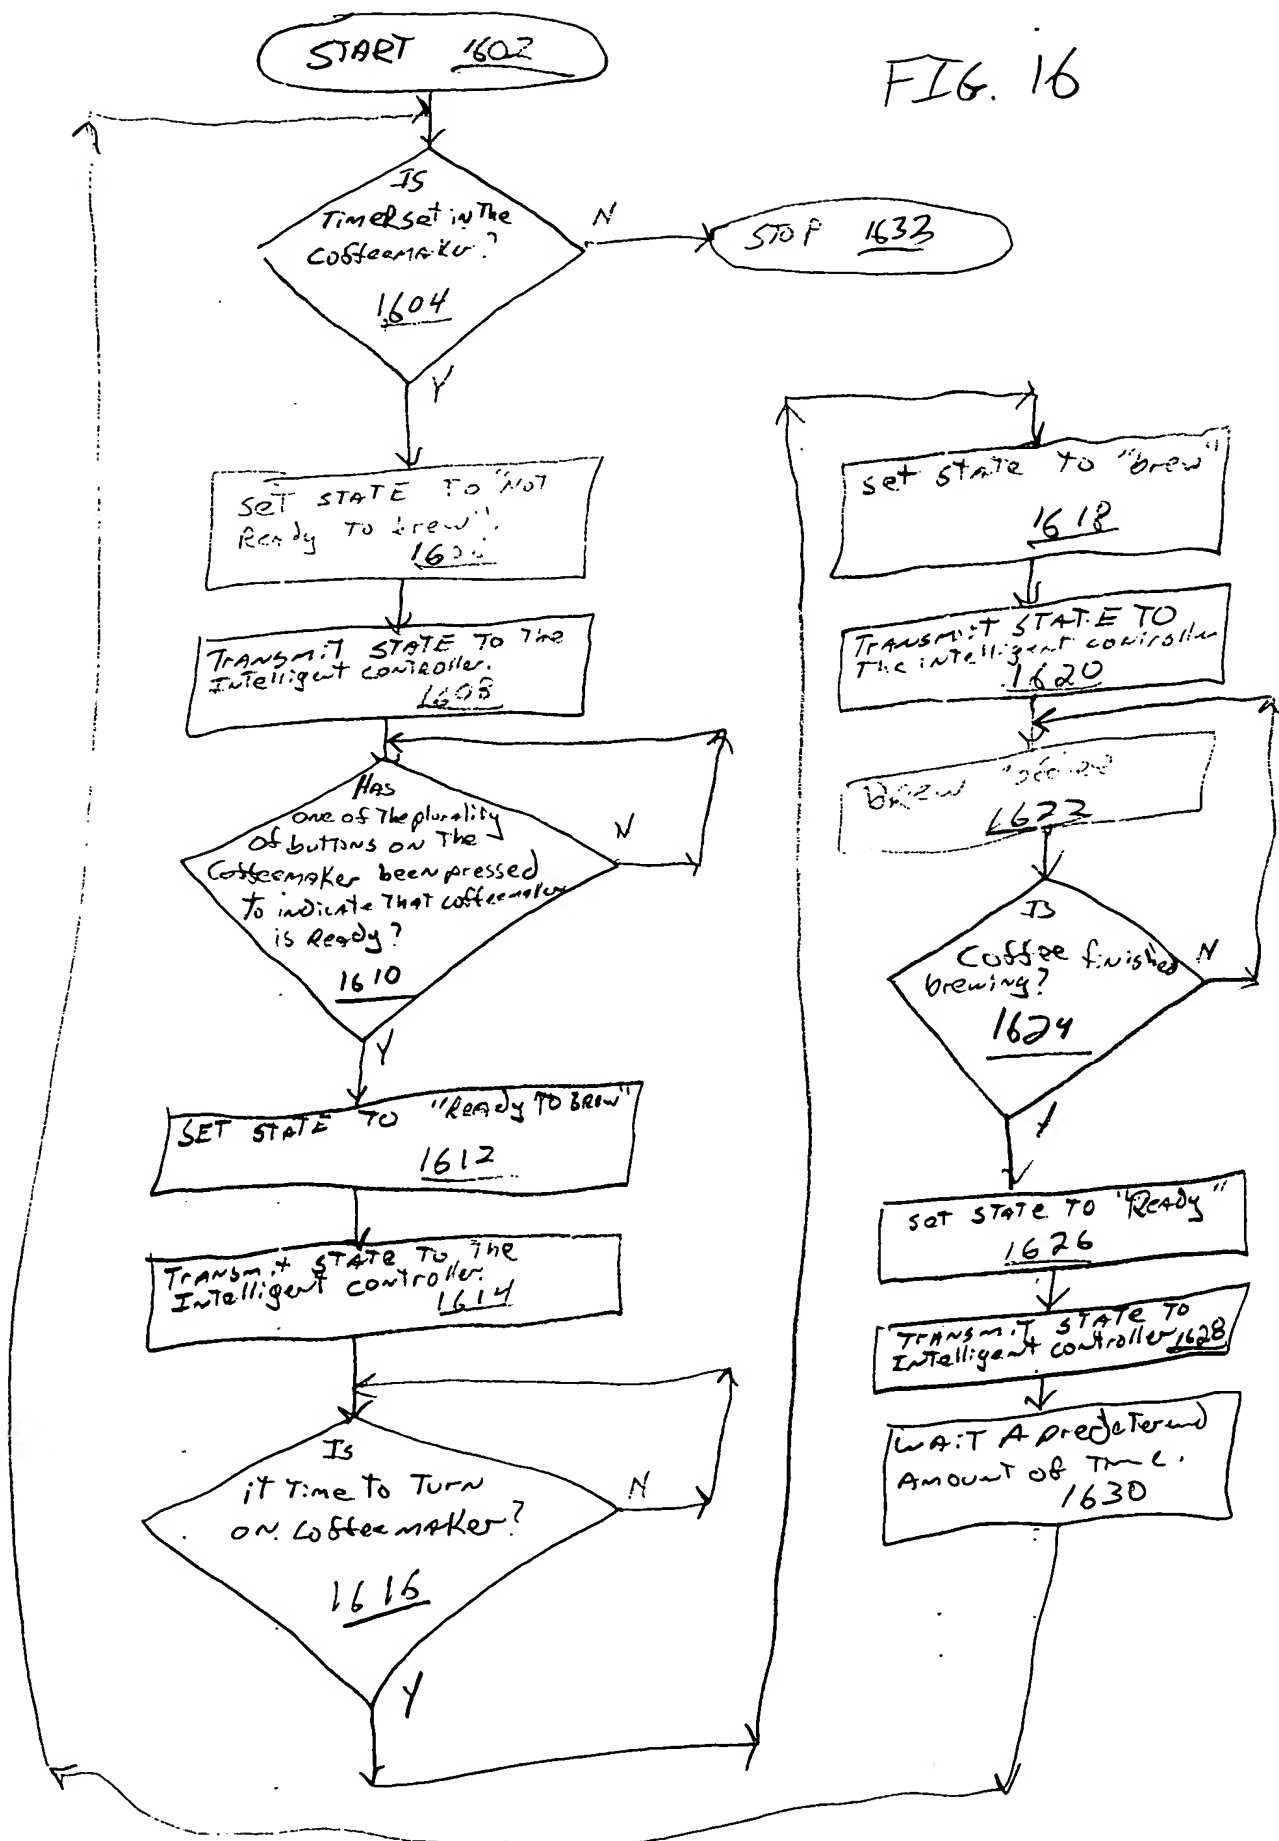 START 1602
FIG. 16
IS
Timer set in The
Coffeemaker?
1604
N
STOP 1633
Y
SET STATE TO "NOT
Ready To brew".
TRANSMIT STATE TO The
Intelligent controller.
1608
HAS
one of The plurality
of buttons on The
Coffeemaker been pressed
To indicate That coffeemaker
is Ready?
1610
N
Y
SET STATE TO "Ready TO BREW"
1612
TRANSMIT STATE TO The
Intelligent controller.
1614
Is
it Time to Turn
on coffeemaker?
1616
N
Y
set STATE TO "brew"
1618
TRANSMIT STATE TO
The intelligent controller
1620
Brew coffee
1622
IS
Coffee finished
brewing?
1624
N
Y
set STATE TO "Ready"
1626
TRANSMIT STATE TO
Intelligent controller 1628
WAIT A predeterend
AMOUNT OF Time.
1630